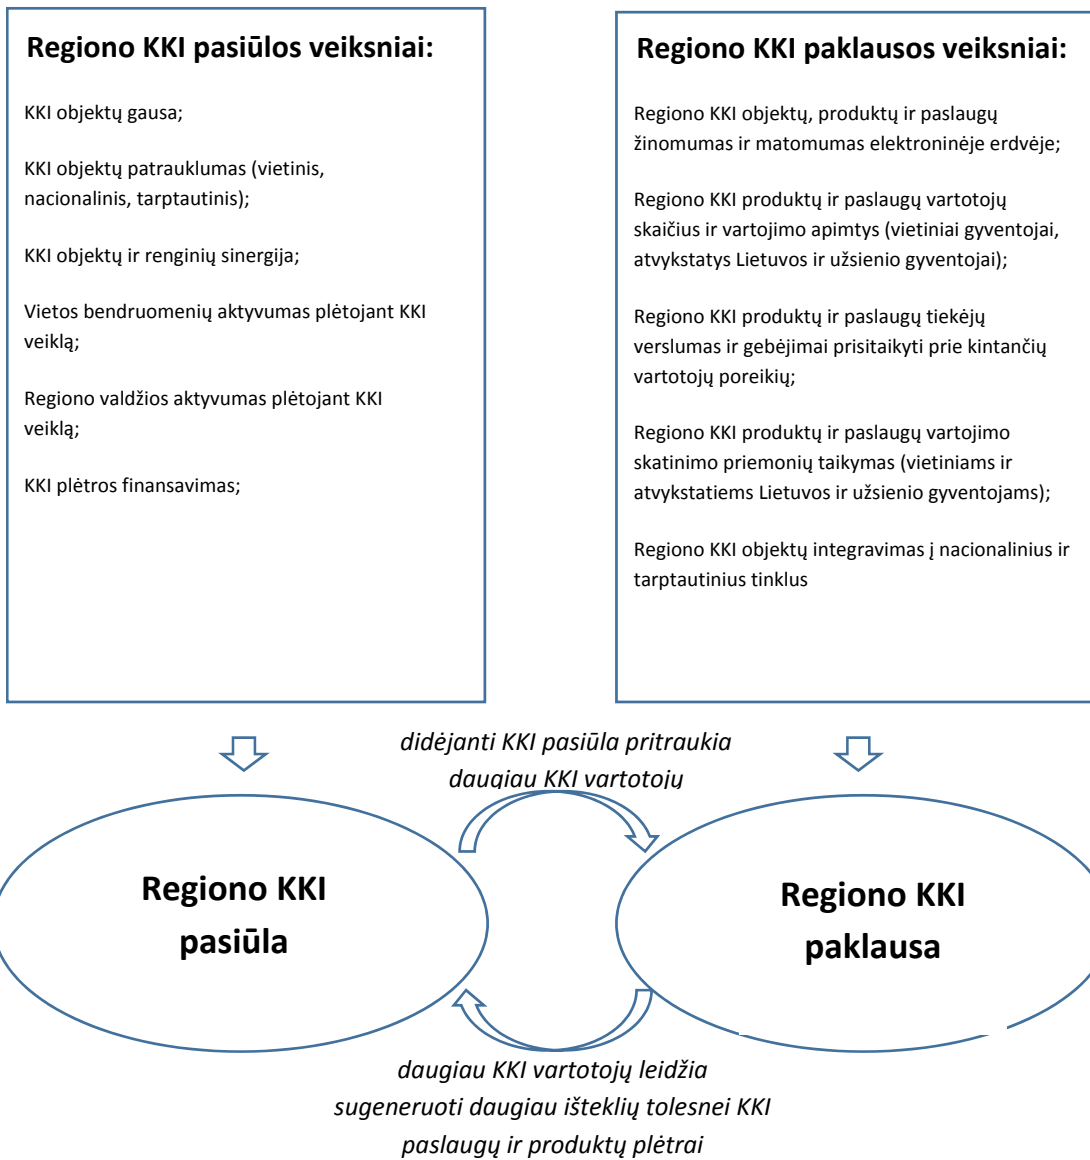 Regiono KKI pasiūlos veiksniai:
KKI objektų gausa;
KKI objektų patrauklumas (vietinis,
nacionalinis, tarptautinis);
KKI objektų ir renginių sinergija;
Vietos bendruomenių aktyvumas plėtojant KKI
veiklą;
Regiono valdžios aktyvumas plėtojant KKI
veiklą;
KKI plėtros finansavimas;
Regiono KKI paklausos veiksniai:
Regiono KKI objektų, produktų ir paslaugų
žinomumas ir matomumas elektroninėje erdvėje;
Regiono KKI produktų ir paslaugų vartotojų
skaičius ir vartojimo apimtys (vietiniai gyventojai,
atvykstatys Lietuvos ir užsienio gyventojai);
Regiono KKI produktų ir paslaugų tiekėjų
verslumas ir gebėjimai prisitaikyti prie kintančių
vartotojų poreikių;
Regiono KKI produktų ir paslaugų vartojimo
skatinimo priemonių taikymas (vietiniams ir
atvykstatiems Lietuvos ir užsienio gyventojams);
Regiono KKI objektų integravimas į nacionalinius ir
tarptautinius tinklus
didėjanti KKI pasiūla pritraukia
daugiau KKI vartotojų
Regiono KKI
pasiūla
Regiono KKI
paklausa
daugiau KKI vartotojų leidžia
sugeneruoti daugiau išteklių tolesnei KKI
paslaugų ir produktų plėtrai